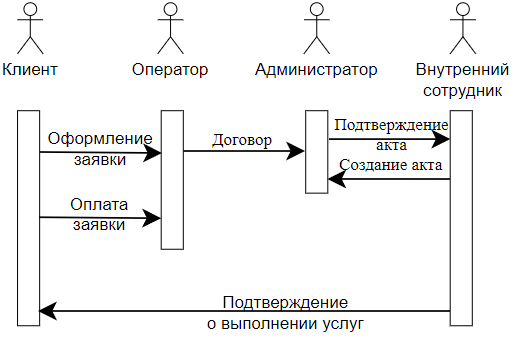 Клиент
Оператор
Администратор
Внутренний
сотрудник
Оформление
заявки
Договор
Подтверждение
акта
Создание акта
Оплата
заявки
Подтверждение
о выполнении услуг